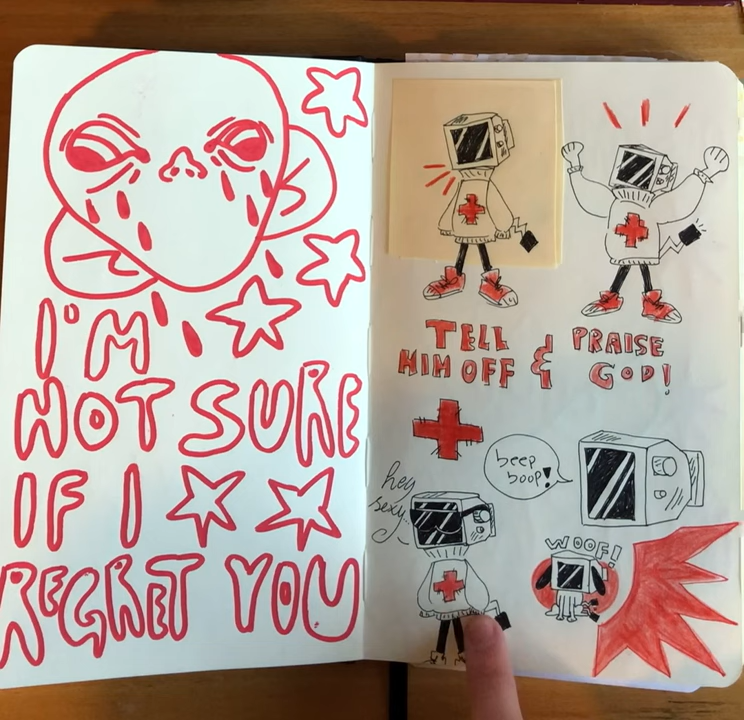 I'M
NOT SURE
IF I
REGRET YOU
TELL
HIM OFF
&
PRAISE
GOD!
beep
boop!
hey
sexy
WOOF!